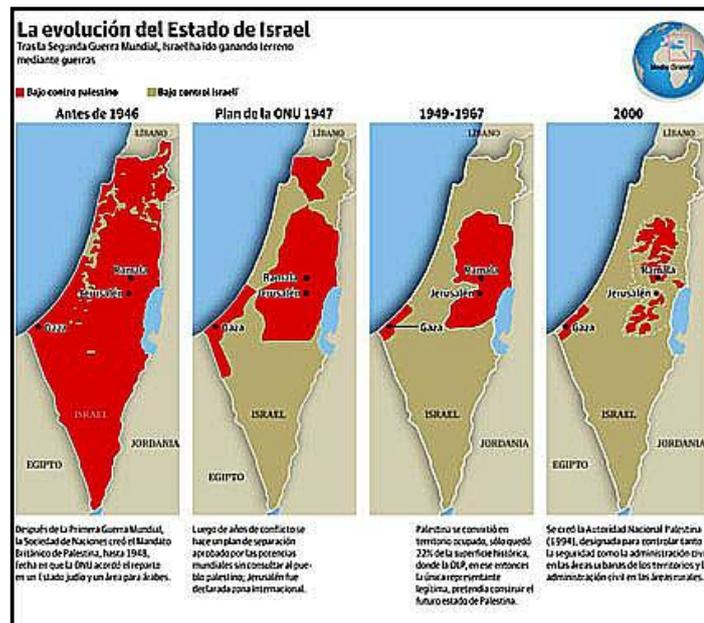 La evolución del Estado de Israel
Tras la Segunda Guerra Mundial, Israel ha ido ganando terreno
mediante guerras
Medio Oriente
Bajo contro palestino
Bajo control israelí
Antes de 1946
Plan de la ONU 1947
1949-1967
2000
LÍBANO
LÍBANO
LÍBANO
LÍBANO
Ramala
Jerusalén
Gaza
ISRAEL
JORDANIA
EGIPTO
Ramala
Jerusalén
Gaza
ISRAEL
JORDANIA
EGIPTO
Ramala
Jerusalén
Gaza
ISRAEL
JORDANIA
EGIPTO
Ramala
Jerusalén
Gaza
ISRAEL
JORDANIA
EGIPTO
Después de la Primera Guerra Mundial,
la Sociedad de Naciones creó el Mandato
Británico de Palestina, hasta 1948,
fecha en que la ONU acordó el reparto
en un Estado judío y un área para árabes.
Luego de años de conflicto se
hace un plan de separación
aprobado por las potencias
mundiales sin consultar al pue-
blo palestino; Jerusalén fue
declarada zona internacional.
Palestina se convirtió en
territorio ocupado, sólo quedó
22% de la superficie histórica,
donde la OLP, en ese entonces
la única representante
legítima, pretendía construir el
futuro estado de Palestina.
Se creó la Autoridad Nacional Palestina
(1994), designada para controlar tanto
la seguridad como la administración civil
en las áreas urbanas de los territorios y l
administración civil en las áreas rurales.